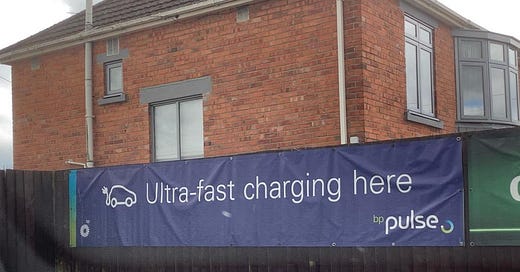 Ultra-fast charging here
bp pulse